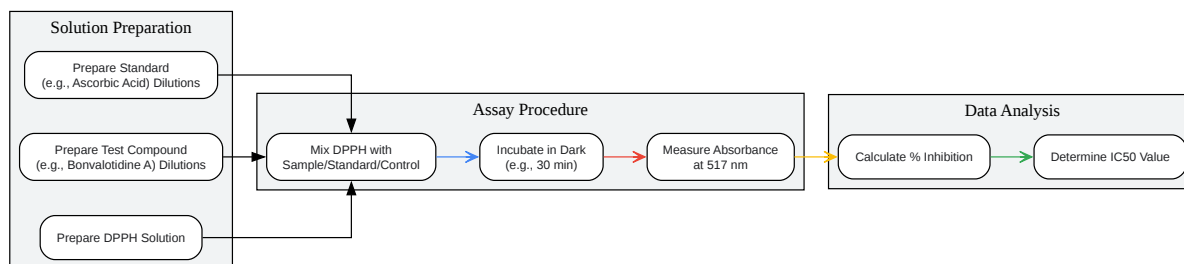 Solution Preparation
Prepare Standard
(e.g., Ascorbic Acid) Dilutions
Prepare Test Compound
(e.g., Bonvalotidine A) Dilutions
Prepare DPPH Solution
Assay Procedure
Mix DPPH with
Sample/Standard/Control
Incubate in Dark
(e.g., 30 min)
Measure Absorbance
at 517 nm
Data Analysis
Calculate % Inhibition
Determine IC50 Value